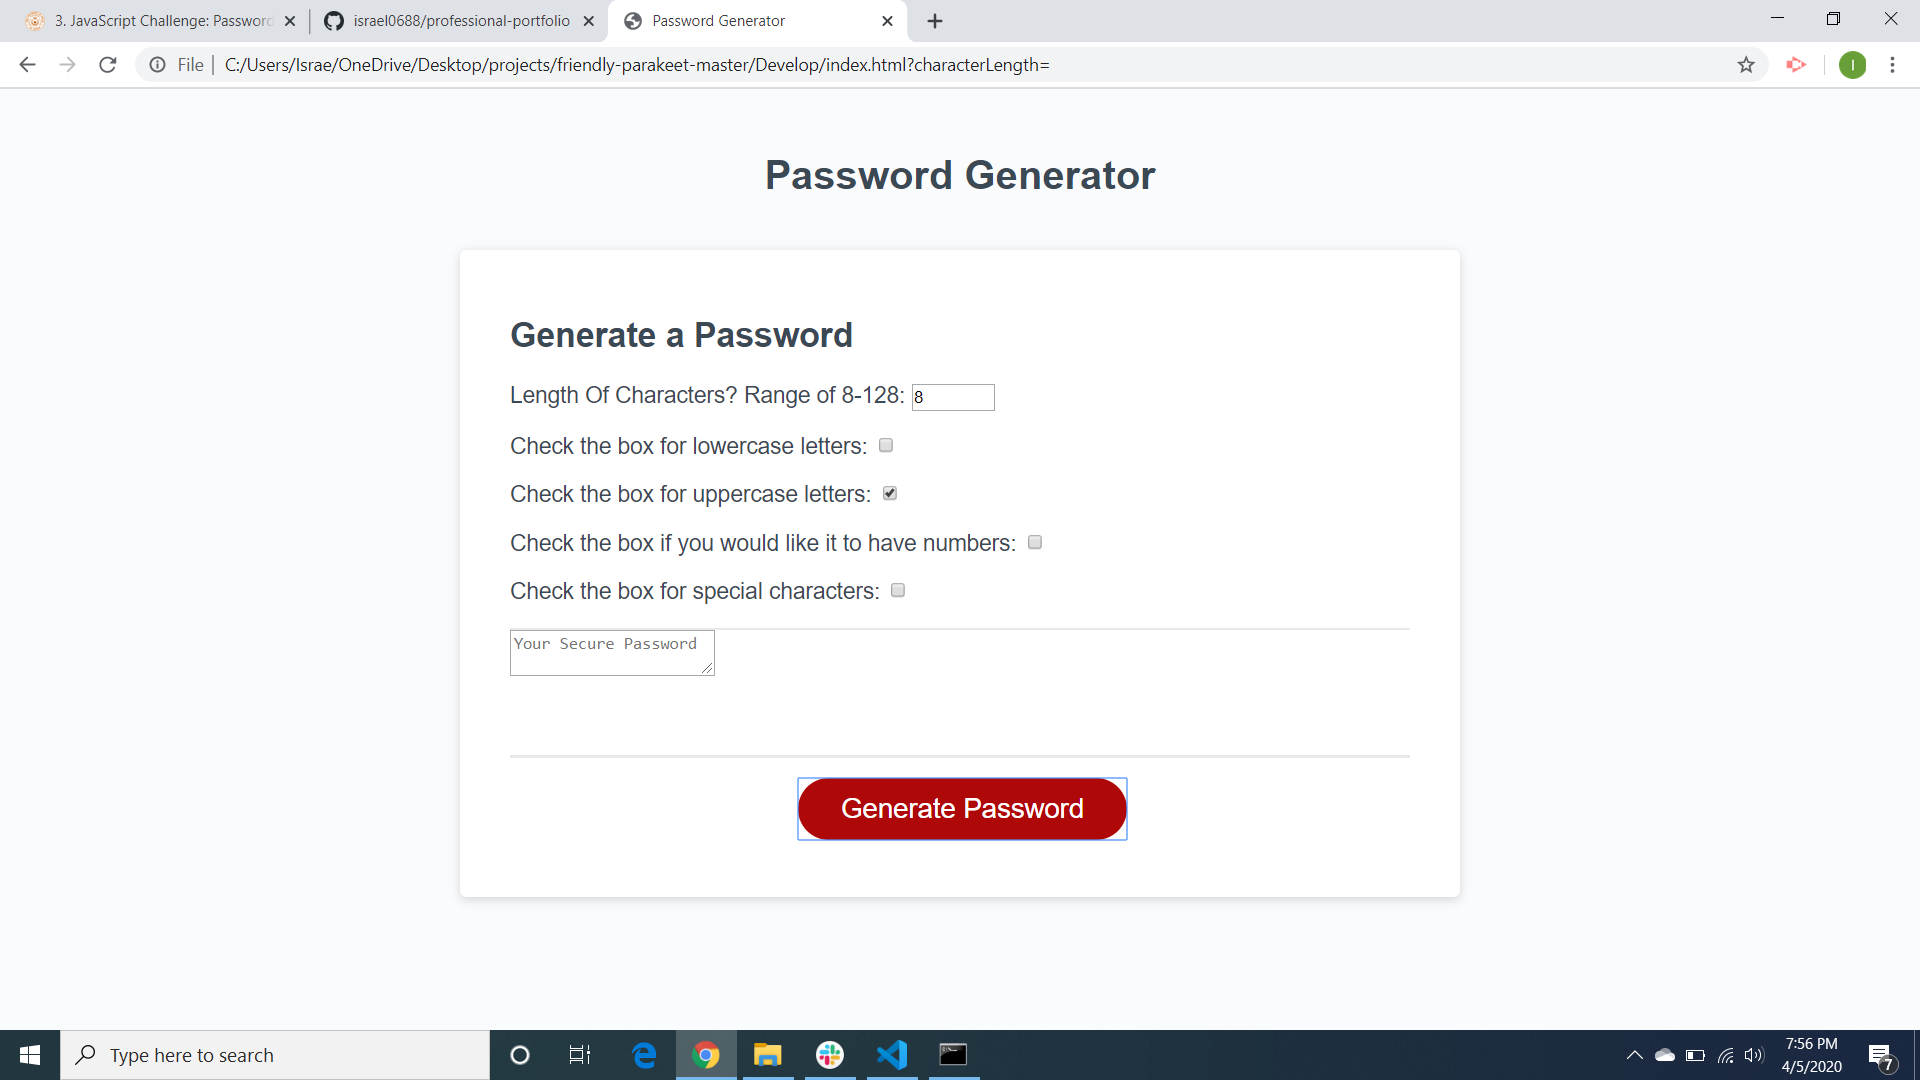 3. JavaScript Challenge: Password
israel0688/professional-portfolio
Password Generator
File
C:/Users/Israe/OneDrive/Desktop/projects/friendly-parakeet-master/Develop/index.html?characterLength=
I
Password Generator
Generate a Password
Length Of Characters? Range of 8-128: 8
Check the box for lowercase letters:
Check the box for uppercase letters:
Check the box if you would like it to have numbers:
Check the box for special characters:
Your Secure Password
Generate Password
Type here to search
7:56 PM
4/5/2020
7